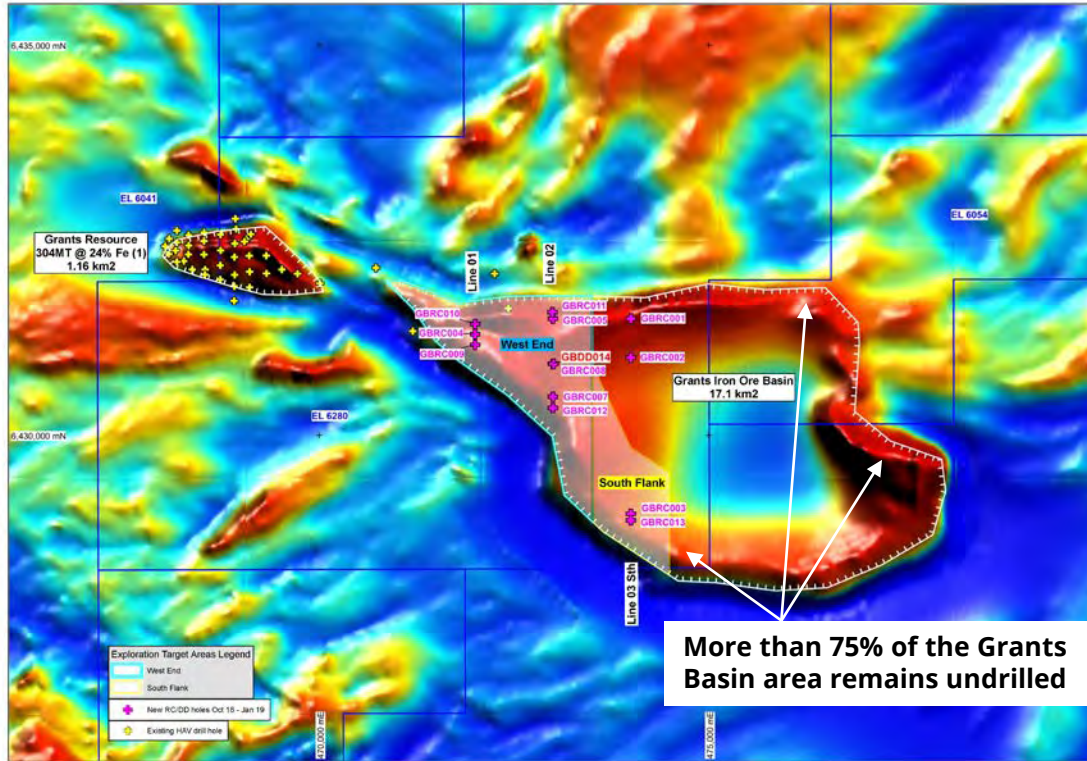 6,435,000 mN
EL 6041
EL 6054
Grants Resource
304MT @ 24% Fe (1)
1.16 km2
Line 01
Line 02
GBRC010
GBRC004
GBRC009
GBRC011
GBRC005
GBRC001
West End
GBDD014
GBRC008
GBRC002
Grants Iron Ore Basin
17.1 km2
GBRC007
GBRC012
EL 6280
6,430,000 mN
South Flank
GBRC003
GBRC013
Line 03 Sth
More than 75% of the Grants
Basin area remains undrilled
Exploration Target Areas Legend
West End
South Flank
New RC/DD holes Oct 18 - Jan 19
Existing HAV drill hole
470,000 mE
475,000 mE